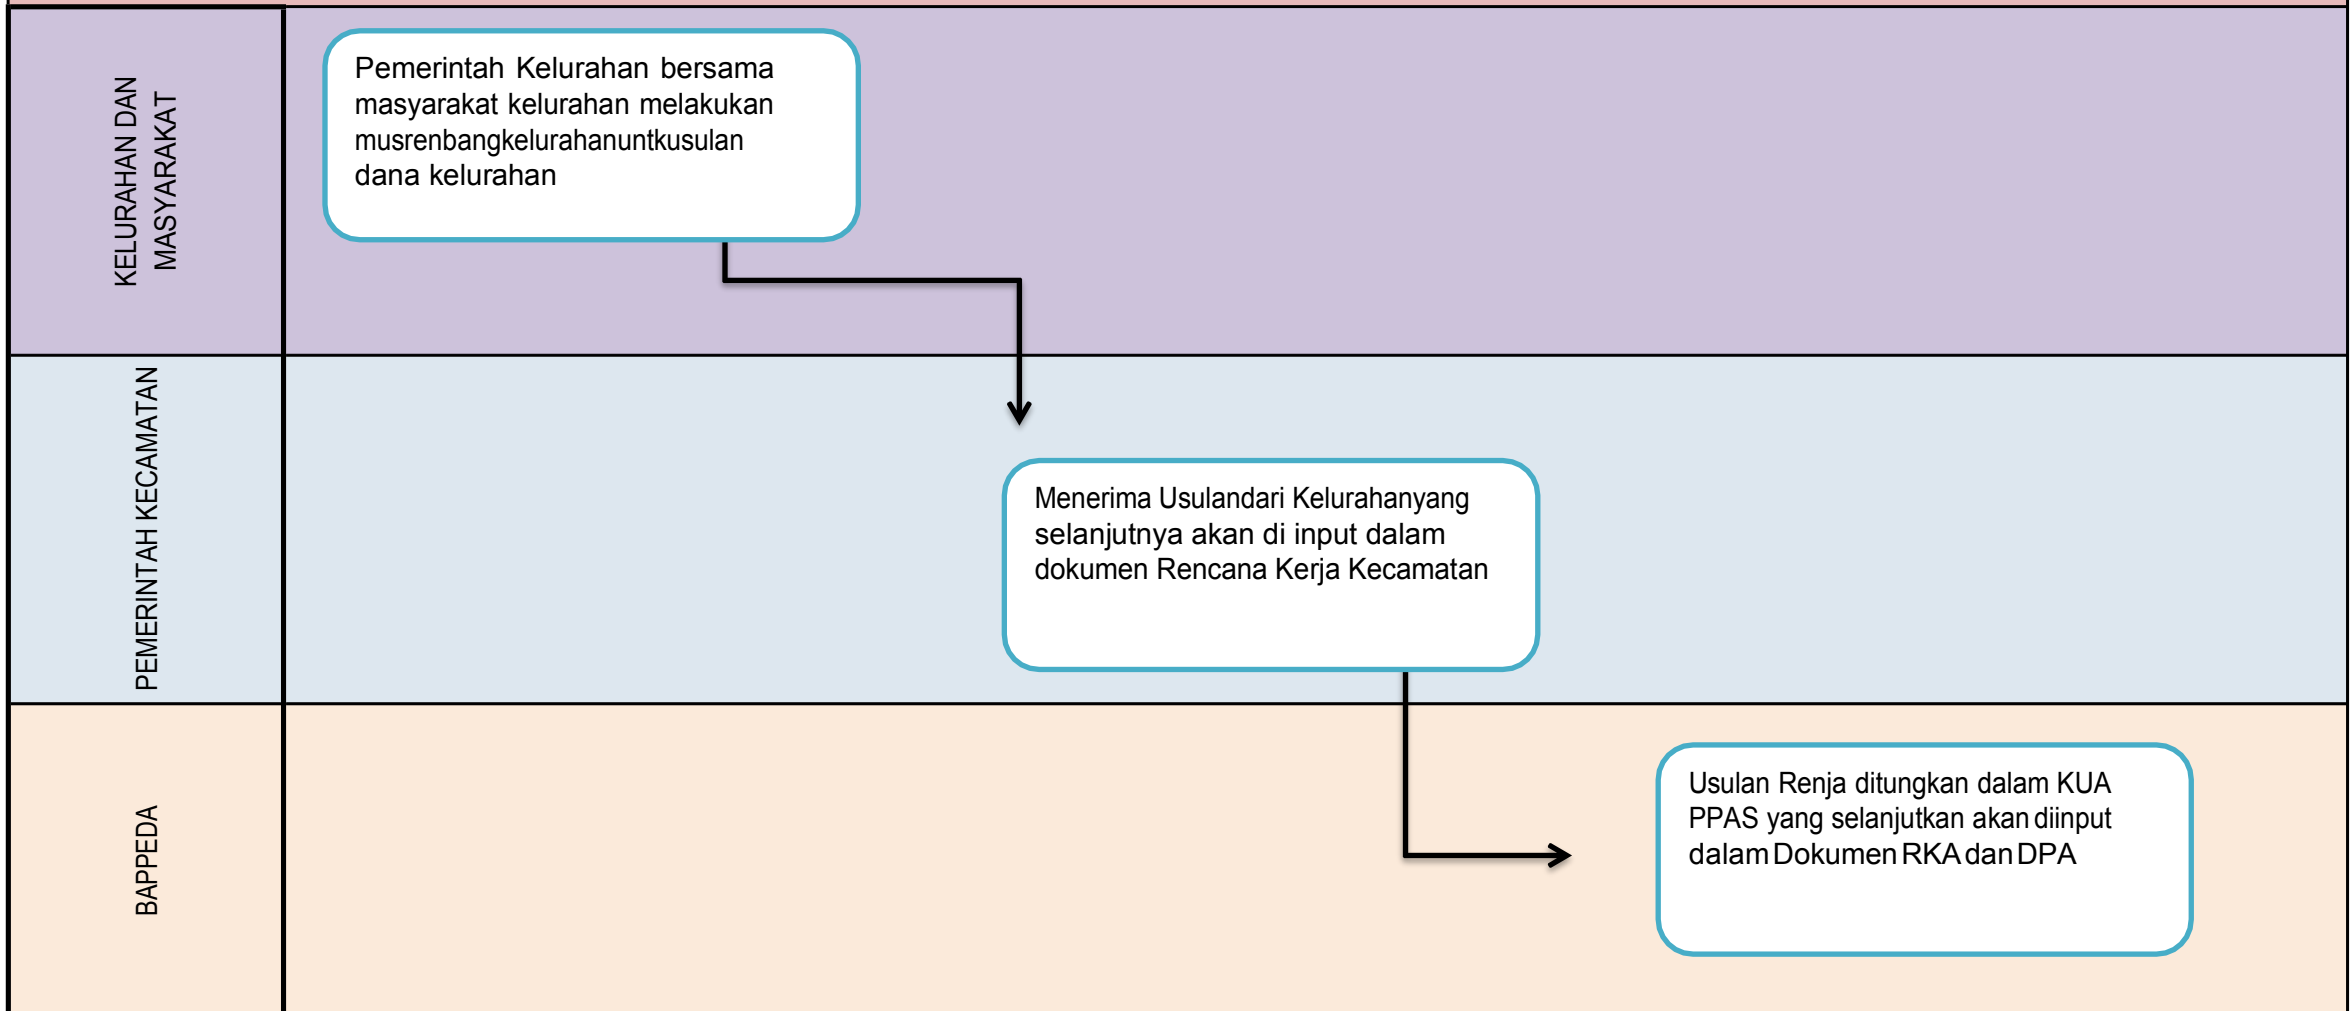 KELURAHAN DAN
MASYARAKAT
Pemerintah Kelurahan bersama
masyarakat kelurahan melakukan
musrenbangkelurahanuntkusulan
dana kelurahan
PEMERINTAH KECAMATAN
Menerima Usulandari Kelurahanyang
selanjutnya akan di input dalam
dokumen Rencana Kerja Kecamatan
BAPPEDA
Usulan Renja ditungkan dalam KUA
PPAS yang selanjutkan akan diinput
dalam Dokumen RKA dan DPA